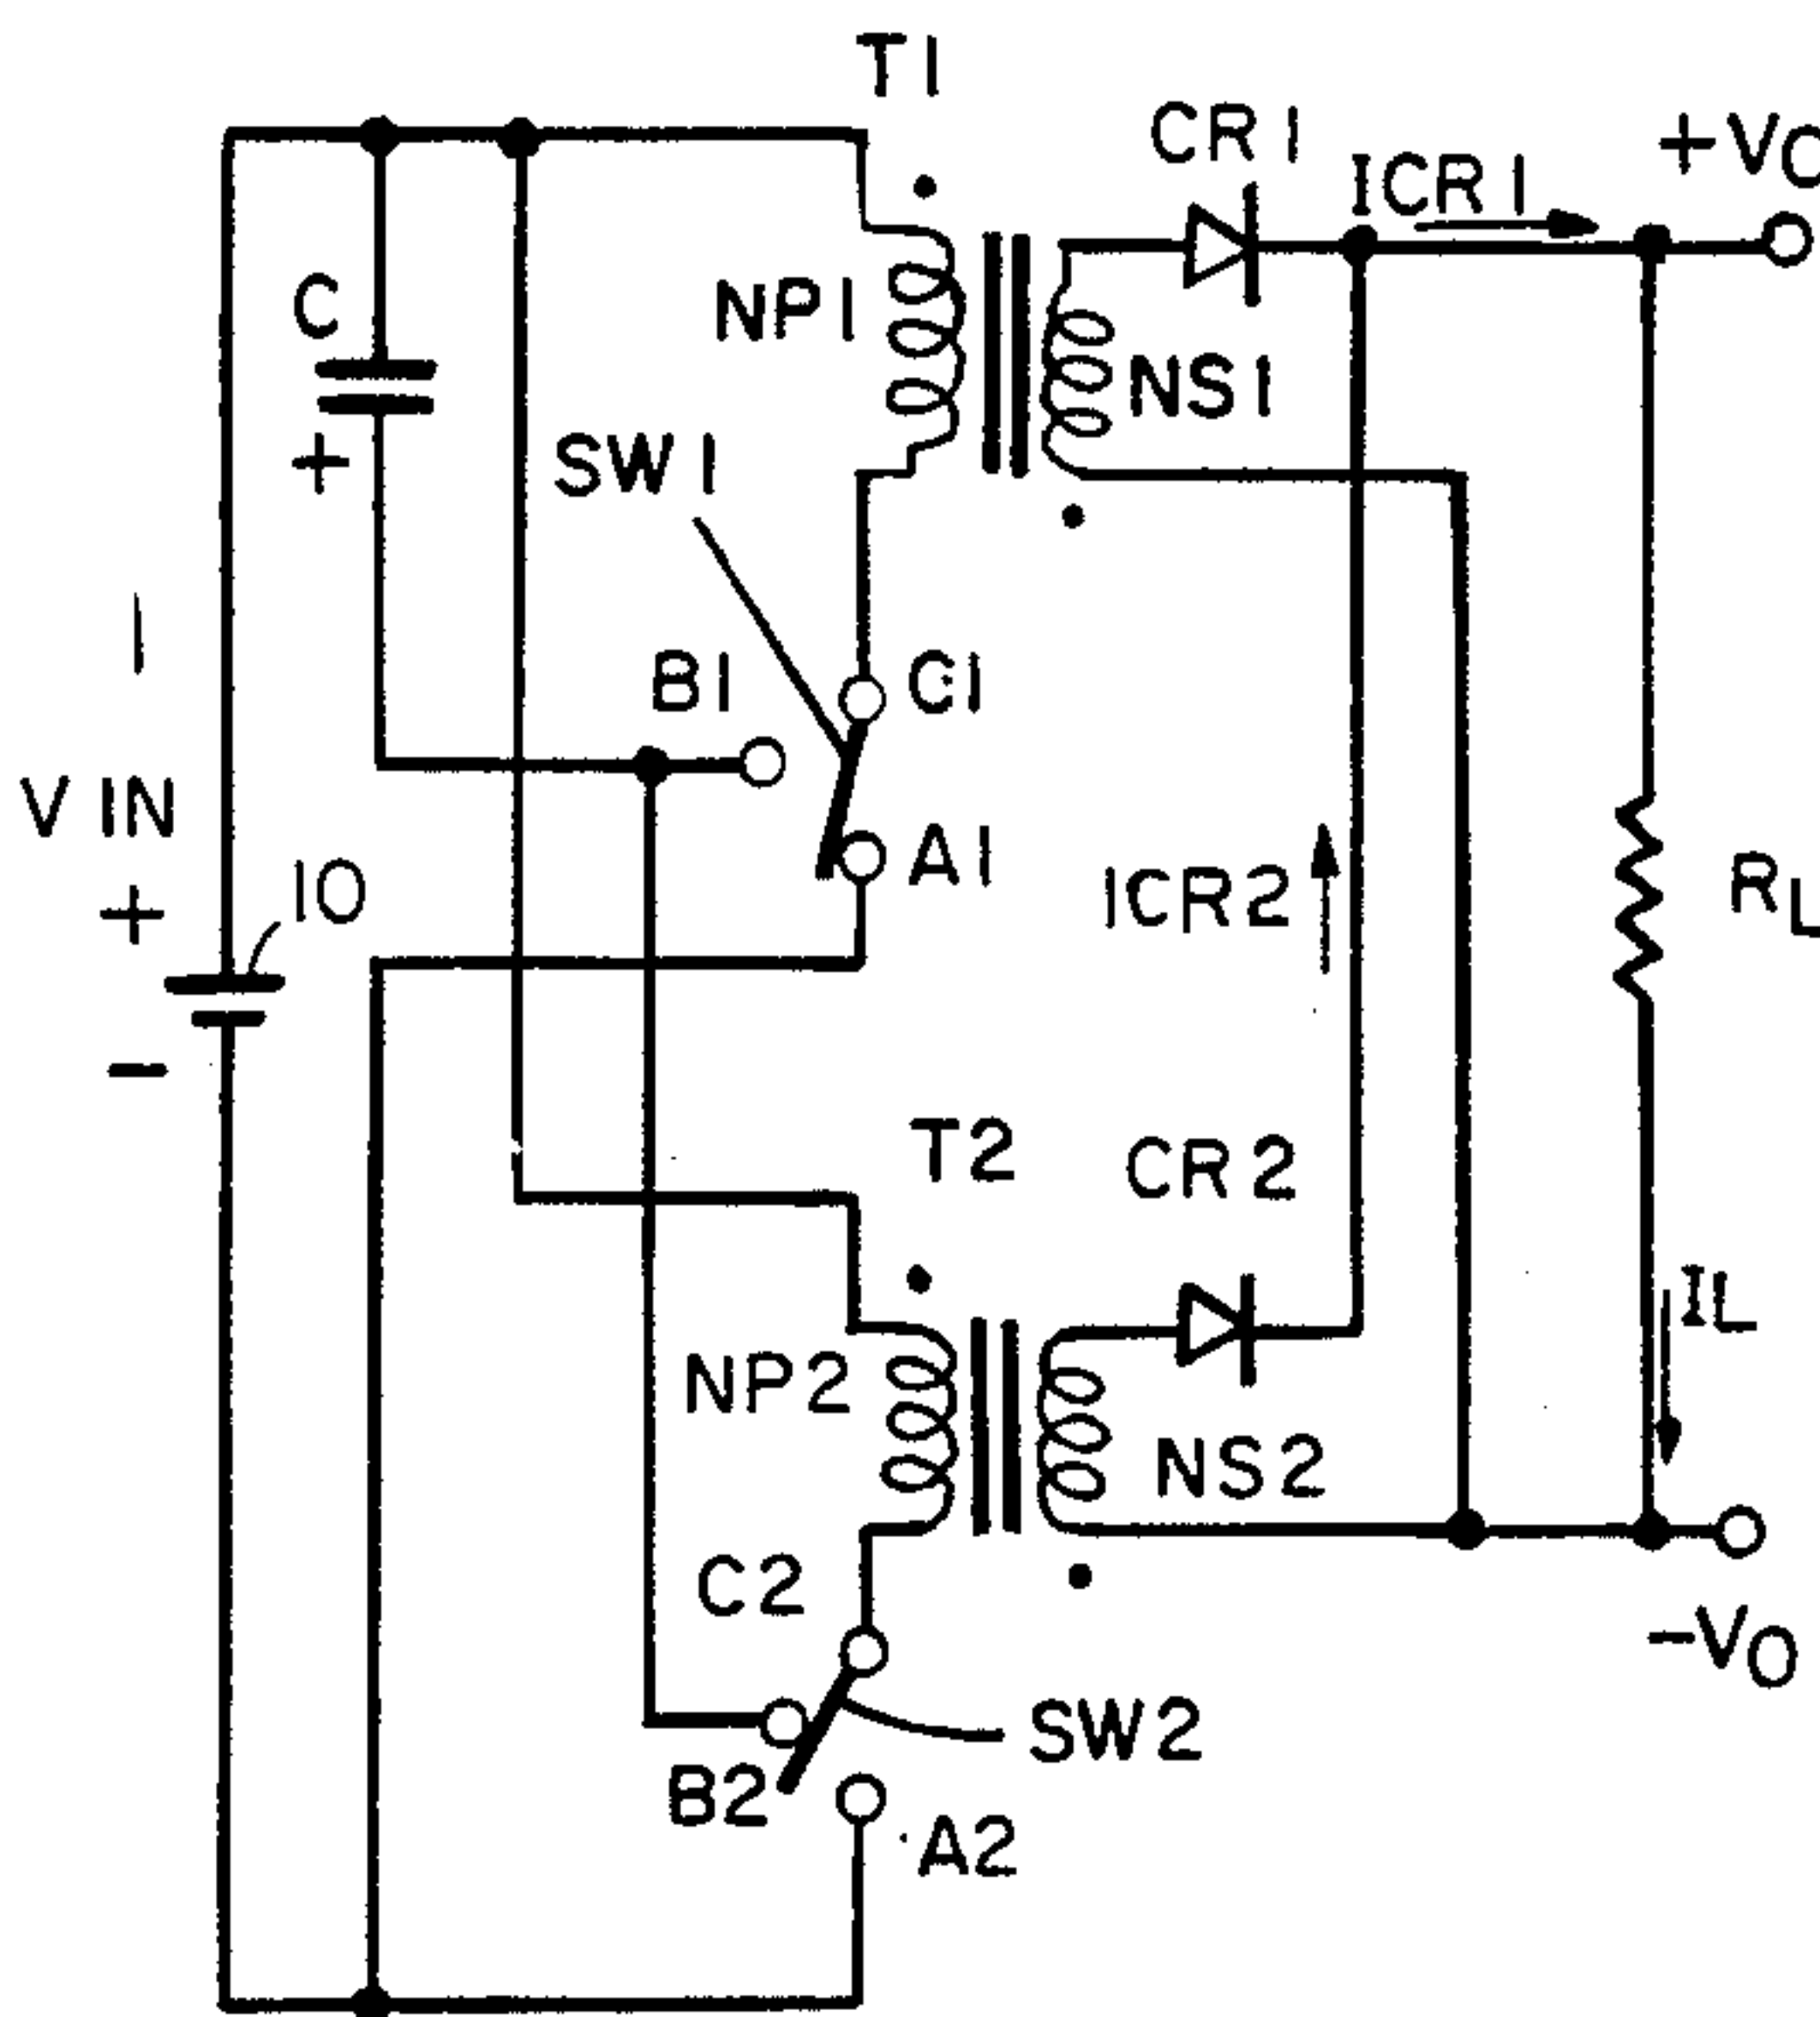 T1
CR1
ICR1
+VO
C
NP1
NS1
+
SW1
I
B1
C1
VIN
+
10
A1
ICR2
RL
-
T2
CR2
IL
NP2
NS2
C2
-VO
SW2
B2
A2